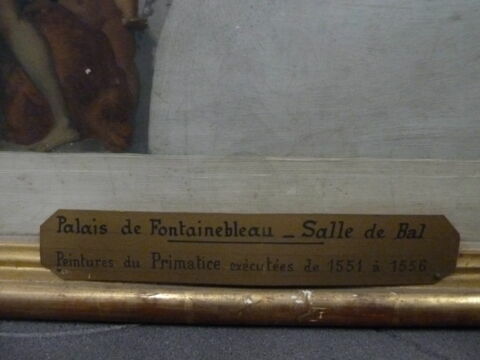 Palais de Fontainebleau _ Salle de Bal
Peintures du Primatice exécutées de 1551 à 1556